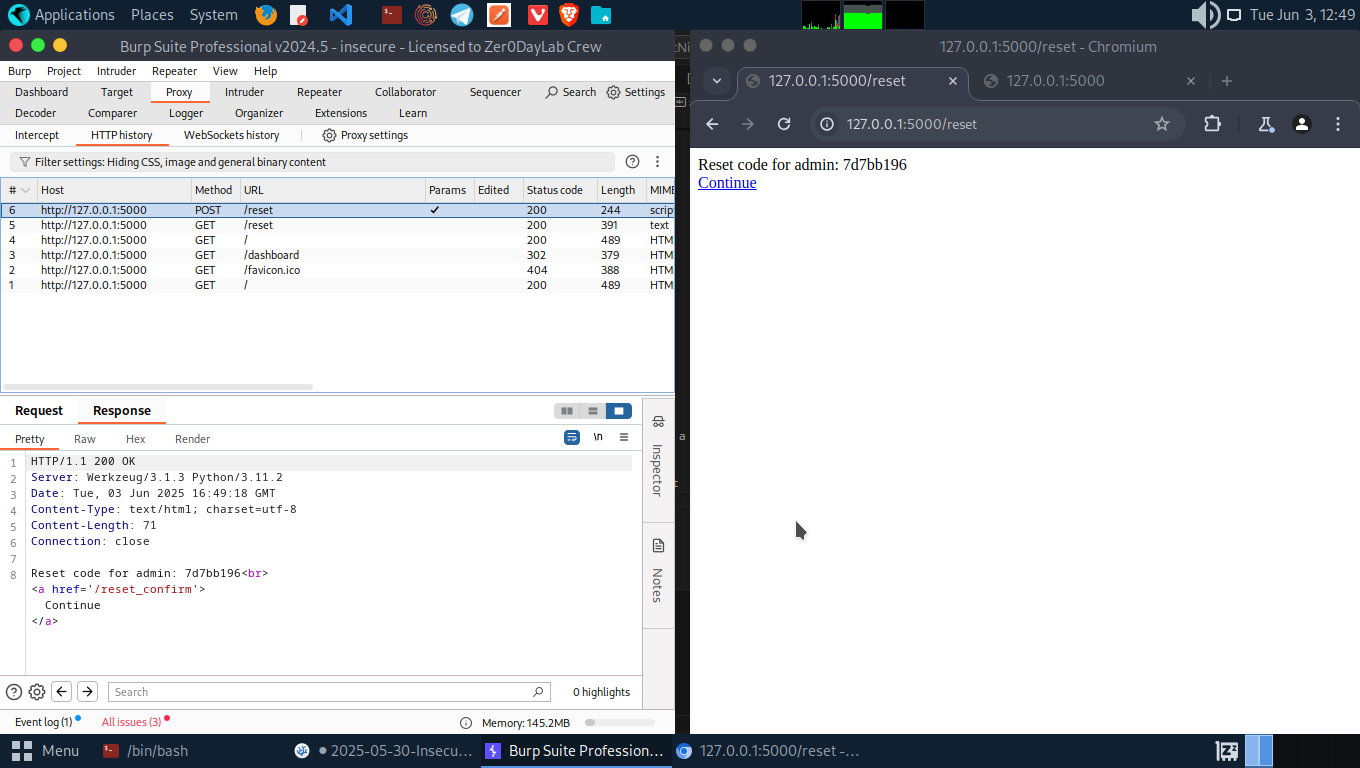 Applications Places System Tue Jun 3, 12:49
Burp Suite Professional v2024.5 - insecure - Licensed to Zer0DayLab Crew
Burp Project Intruder Repeater View Help
Dashboard Target Proxy Intruder Repeater Collaborator Sequencer Search Settings
Decoder Comparer Logger Organizer Extensions Learn
Intercept HTTP history WebSockets history Proxy settings
Filter settings: Hiding CSS, image and general binary content
# Host Method URL Params Edited Status code Length MIME
6 http://127.0.0.1:5000 POST /reset ✓ 200 244 scrip
5 http://127.0.0.1:5000 GET /reset 200 391 text
4 http://127.0.0.1:5000 GET / 200 489 HTM
3 http://127.0.0.1:5000 GET /dashboard 302 379 HTM
2 http://127.0.0.1:5000 GET /favicon.ico 404 388 HTM
1 http://127.0.0.1:5000 GET / 200 489 HTM
Request Response
Pretty Raw Hex Render \n
1 HTTP/1.1 200 OK
2 Server: Werkzeug/3.1.3 Python/3.11.2
3 Date: Tue, 03 Jun 2025 16:49:18 GMT
4 Content-Type: text/html; charset=utf-8
5 Content-Length: 71
6 Connection: close
7
8 Reset code for admin: 7d7bb196<br>
<a href='/reset_confirm'>
Continue
</a>
Inspector
Notes
Search 0 highlights
Event log (1) All issues (3) Memory: 145.2MB
127.0.0.1:5000/reset - Chromium
127.0.0.1:5000/reset 127.0.0.1:5000
127.0.0.1:5000/reset
Reset code for admin: 7d7bb196
Continue
Menu /bin/bash 2025-05-30-Insecu... Burp Suite Profession... 127.0.0.1:5000/reset -...